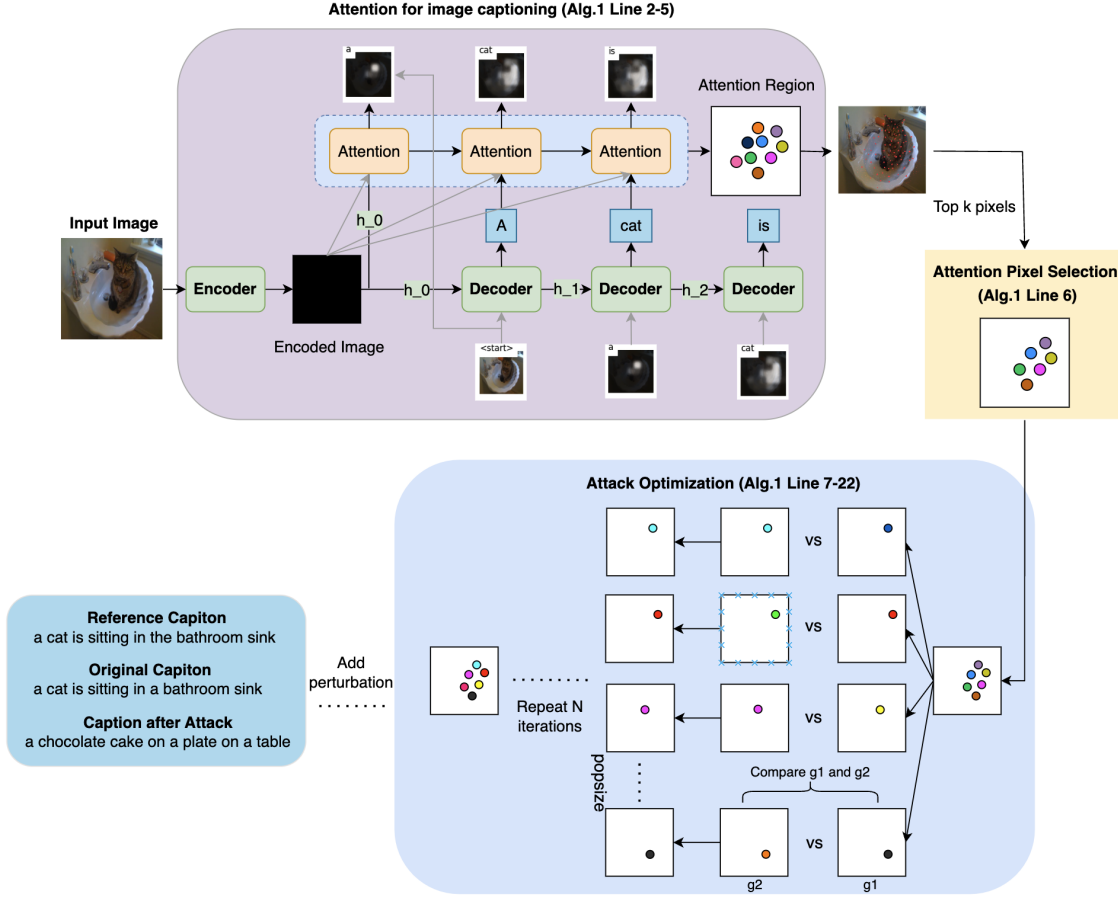 Attention for image captioning (Alg.1 Line 2-5)
a
cat
is
Attention Region
Attention
Attention
Attention
Top k pixels
Input Image
h_0
A
cat
is
Attention Pixel Selection
(Alg.1 Line 6)
Encoder
h_0
Decoder
h_1
Decoder
h_2
Decoder
Encoded Image
<start>
a
cat
Attack Optimization (Alg.1 Line 7-22)
vs
vs
Reference Capiton
a cat is sitting in the bathroom sink
Original Capiton
a cat is sitting in a bathroom sink
Caption after Attack
a chocolate cake on a plate on a table
Add
perturbation
Repeat N
iterations
vs
popsize
Compare g1 and g2
vs
g2
g1